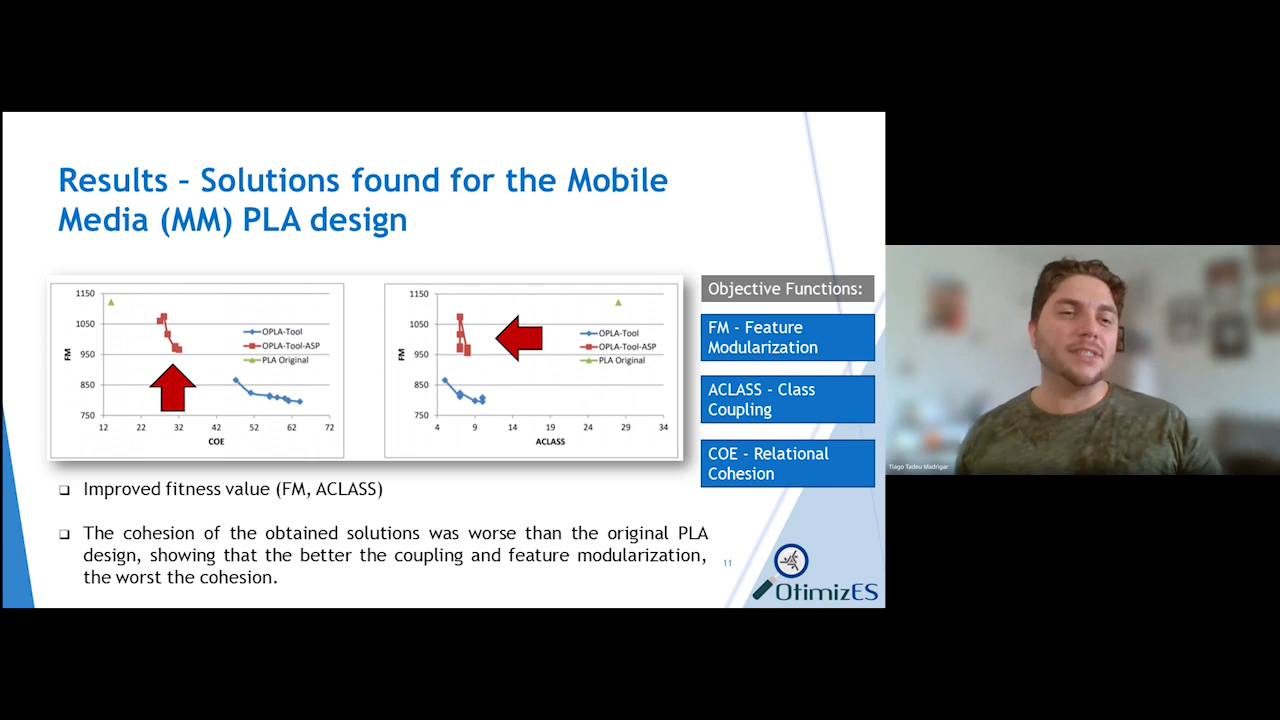 Results – Solutions found for the Mobile
Media (MM) PLA design
1150
1050
950
850
750
FM
12 22 32 42 52 62 72
COE
OPLA-Tool
OPLA-Tool-ASP
PLA Original
1150
1050
950
850
750
FM
4 9 14 19 24 29 34
ACLASS
OPLA-Tool
OPLA-Tool-ASP
PLA Original
Objective Functions:
FM - Feature
Modularization
ACLASS - Class
Coupling
COE - Relational
Cohesion
Improved fitness value (FM, ACLASS)
The cohesion of the obtained solutions was worse than the original PLA
design, showing that the better the coupling and feature modularization,
the worst the cohesion.
11
OtimizES
Tiago Tadeu Madrigar